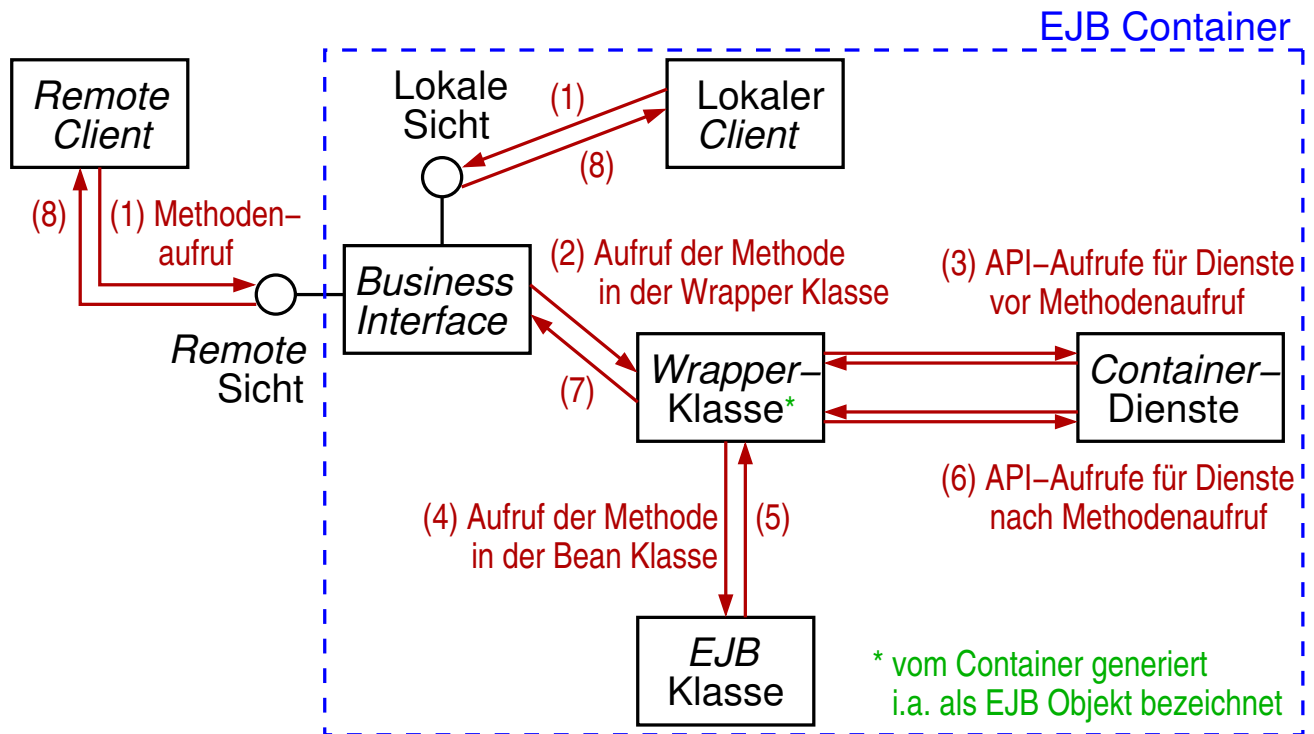 EJB Container
Remote
Client
Lokale
Sicht
(1)
(8)
Lokaler
Client
(8)
(1) Methoden–
aufruf
Remote
Sicht
Business
Interface
(2) Aufruf der Methode
in der Wrapper Klasse
(7)
(3) API–Aufrufe für Dienste
vor Methodenaufruf
Wrapper–
Klasse*
Container–
Dienste
(6) API–Aufrufe für Dienste
nach Methodenaufruf
(4) Aufruf der Methode
in der Bean Klasse
(5)
EJB
Klasse
* vom Container generiert
i.a. als EJB Objekt bezeichnet